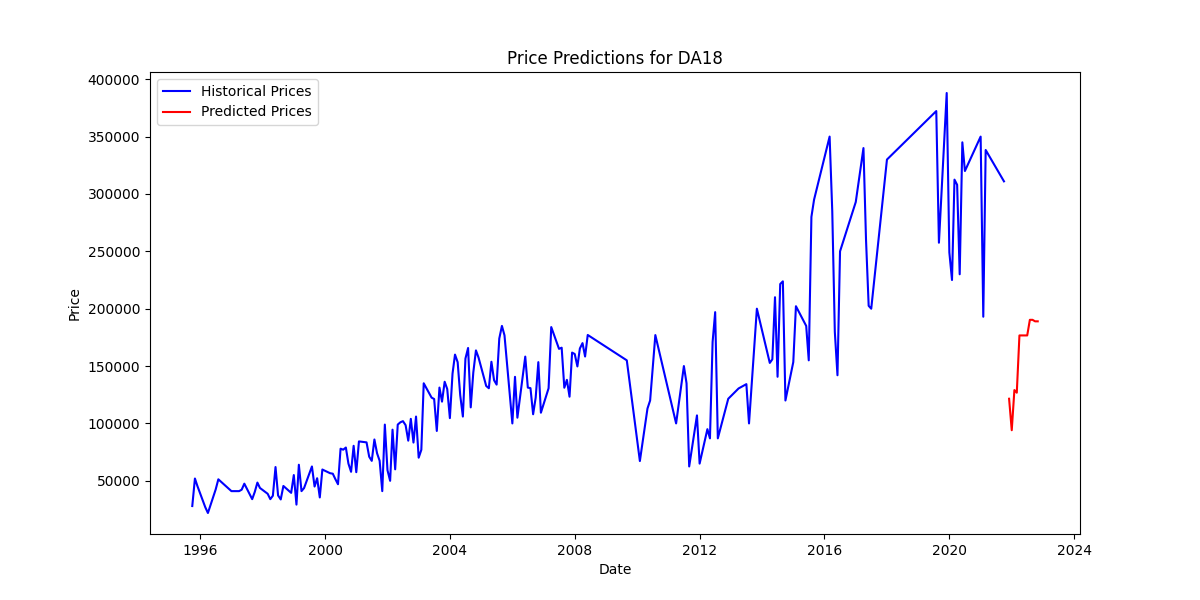 Price Predictions for DA18
Historical Prices
Predicted Prices
400000
350000
300000
250000
200000
150000
100000
50000
Price
1996 2000 2004 2008 2012 2016 2020 2024
Date